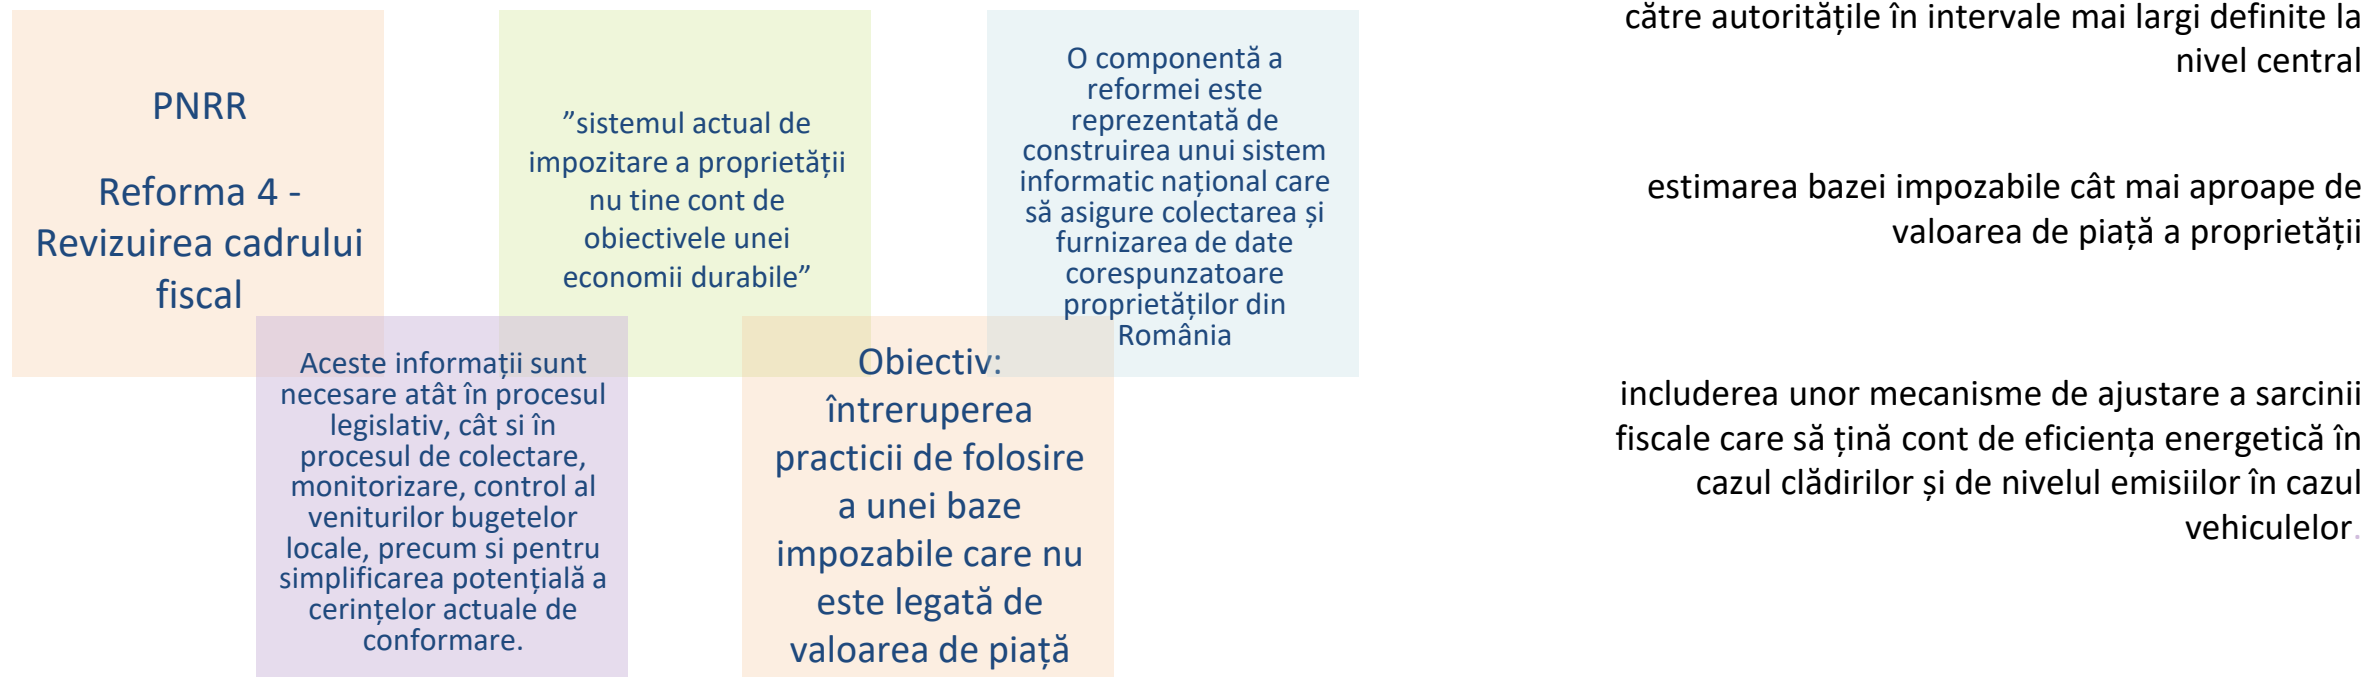 PNRR
Reforma 4 -
Revizuirea cadrului
fiscal
Aceste informații sunt
necesare atât în procesul
legislativ, cât si în
procesul de colectare,
monitorizare, control al
veniturilor bugetelor
locale, precum si pentru
simplificarea potențială a
cerințelor actuale de
conformare.
”sistemul actual de
impozitare a proprietății
nu tine cont de
obiectivele unei
economii durabile”
Obiectiv:
întreruperea
practicii de folosire
a unei baze
impozabile care nu
este legată de
valoarea de piață
O componentă a
reformei este
reprezentată de
construirea unui sistem
informatic național care
să asigure colectarea și
furnizarea de date
corespunzatoare
proprietăților din
România
către autoritățile în intervale mai largi definite la
nivel central
estimarea bazei impozabile cât mai aproape de
valoarea de piață a proprietății
includerea unor mecanisme de ajustare a sarcinii
fiscale care să țină cont de eficiența energetică în
cazul clădirilor și de nivelul emisiilor în cazul
vehiculelor.